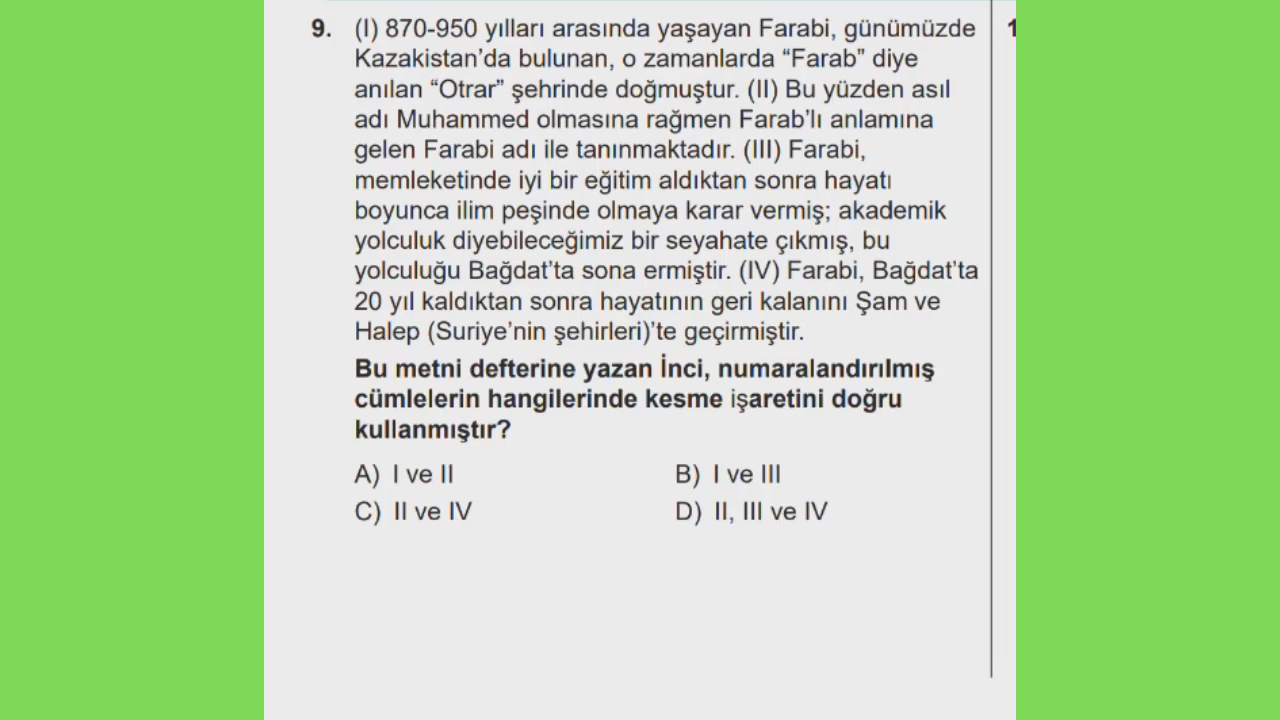 9. (I) 870-950 yılları arasında yaşayan Farabi, günümüzde
Kazakistan’da bulunan, o zamanlarda “Farab” diye
anılan “Otrar” şehrinde doğmuştur. (II) Bu yüzden asıl
adı Muhammed olmasına rağmen Farab’lı anlamına
gelen Farabi adı ile tanınmaktadır. (III) Farabi,
memleketinde iyi bir eğitim aldıktan sonra hayatı
boyunca ilim peşinde olmaya karar vermiş; akademik
yolculuk diyebileceğimiz bir seyahate çıkmış, bu
yolculuğu Bağdat’ta sona ermiştir. (IV) Farabi, Bağdat’ta
20 yıl kaldıktan sonra hayatının geri kalanını Şam ve
Halep (Suriye’nin şehirleri)’te geçirmiştir.
Bu metni defterine yazan İnci, numaralandırılmış
cümlelerin hangilerinde kesme işaretini doğru
kullanmıştır?
A) I ve II
B) I ve III
C) II ve IV
D) II, III ve IV